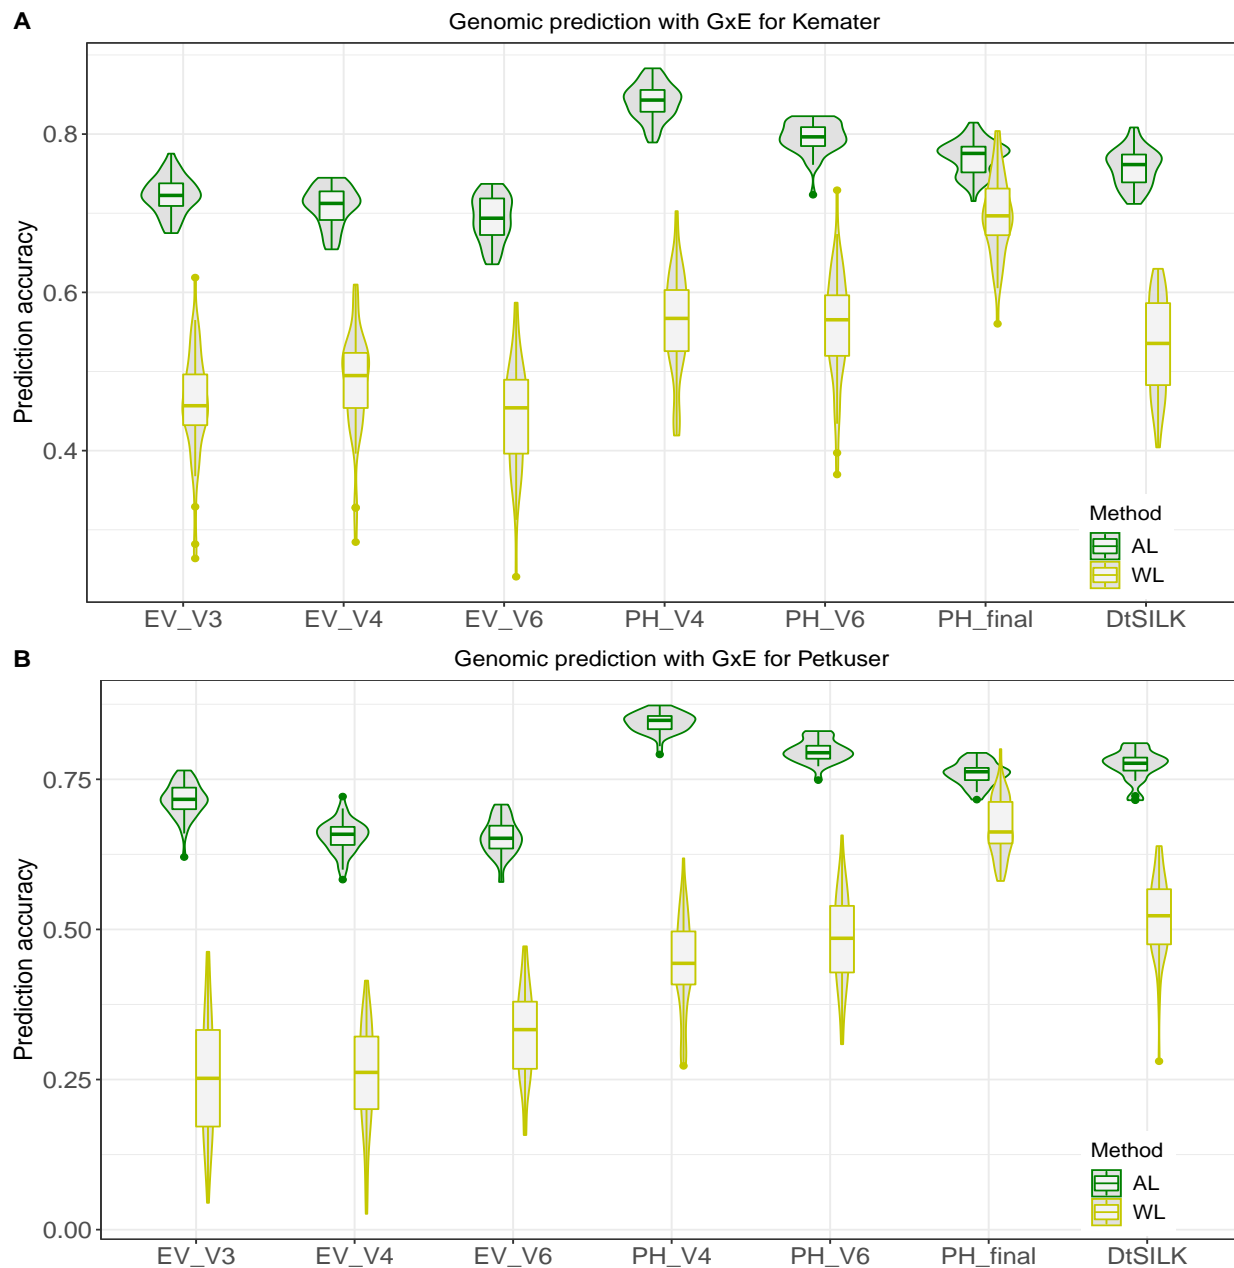 A
Genomic prediction with GxE for Kemater
Prediction accuracy
0.8
0.6
0.4
Method
AL
WL
EV_V3 EV_V4 EV_V6 PH_V4 PH_V6 PH_final DtSILK
B
Genomic prediction with GxE for Petkuser
Prediction accuracy
0.75
0.50
0.25
0.00
Method
AL
WL
EV_V3 EV_V4 EV_V6 PH_V4 PH_V6 PH_final DtSILK